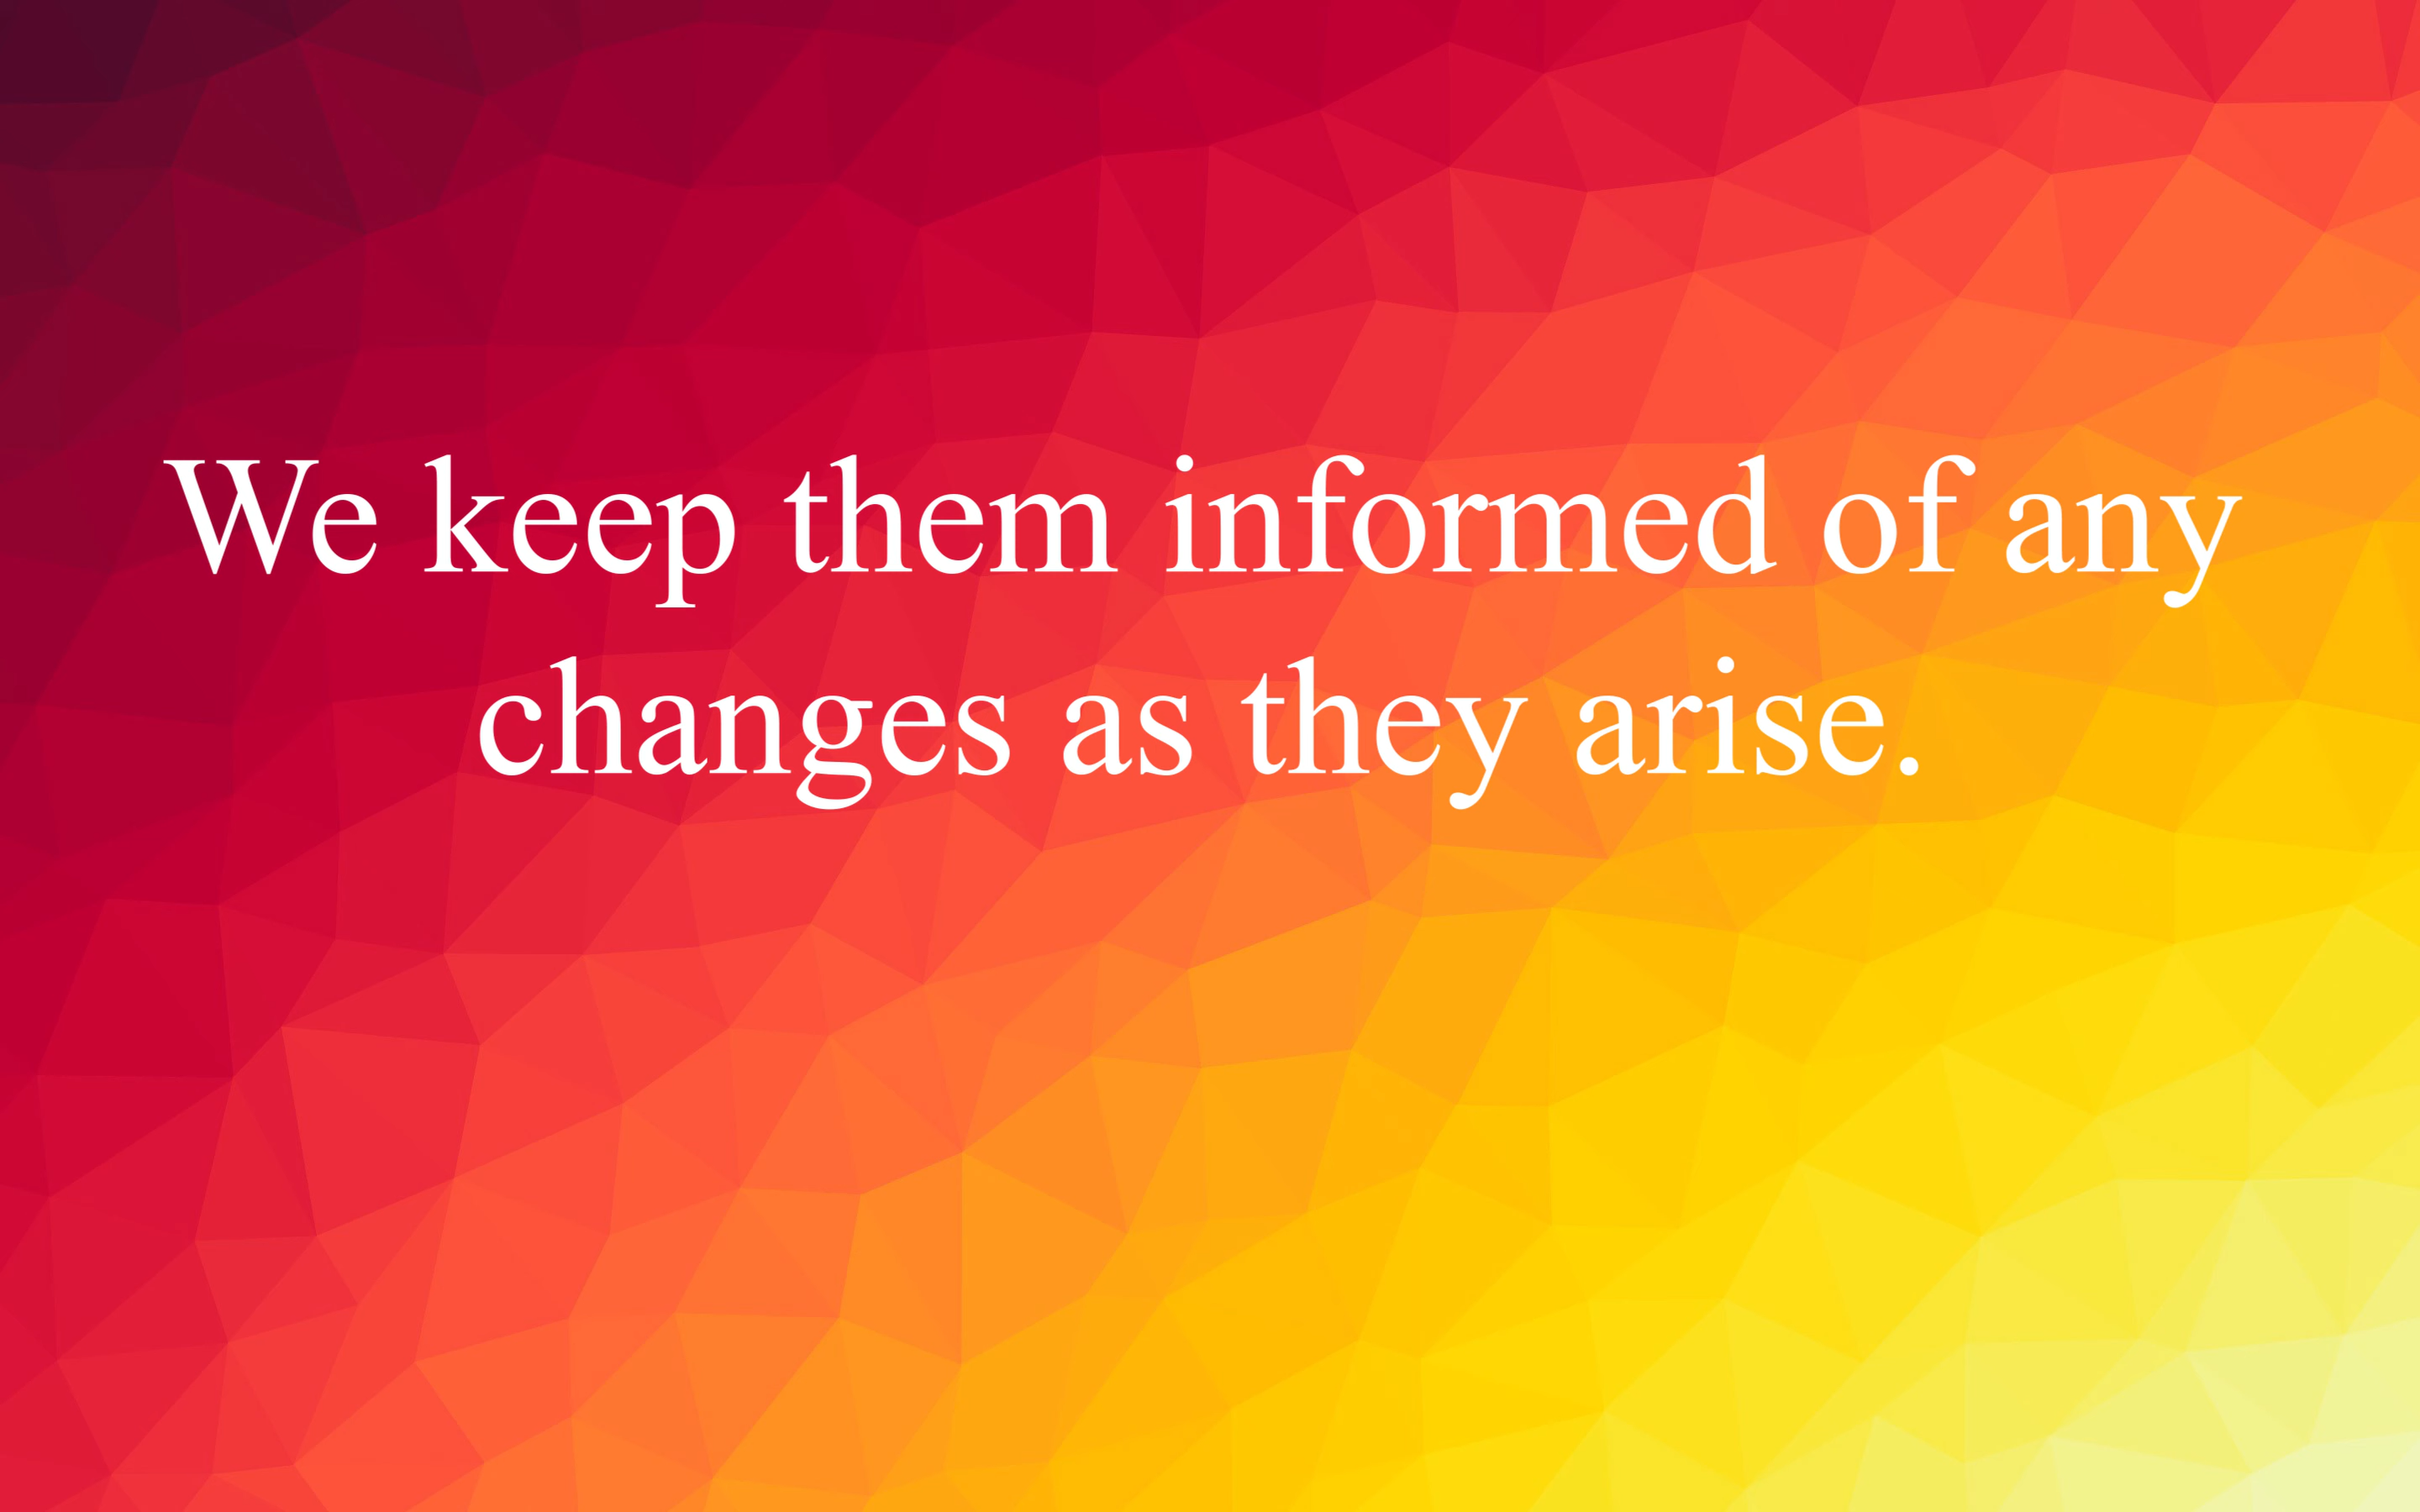 We keep them informed of any
changes as they arise.